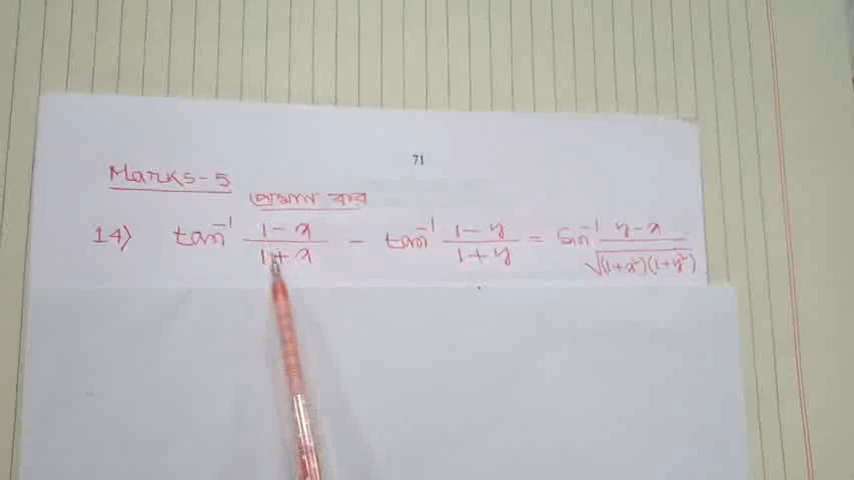 71
Marks-5
প্রমাণ কর
14) tan⁻¹ (1-x)/(1+x) - tan⁻¹ (1-y)/(1+y) = Sin⁻¹ (y-x)/√((1+x²)(1+y²))